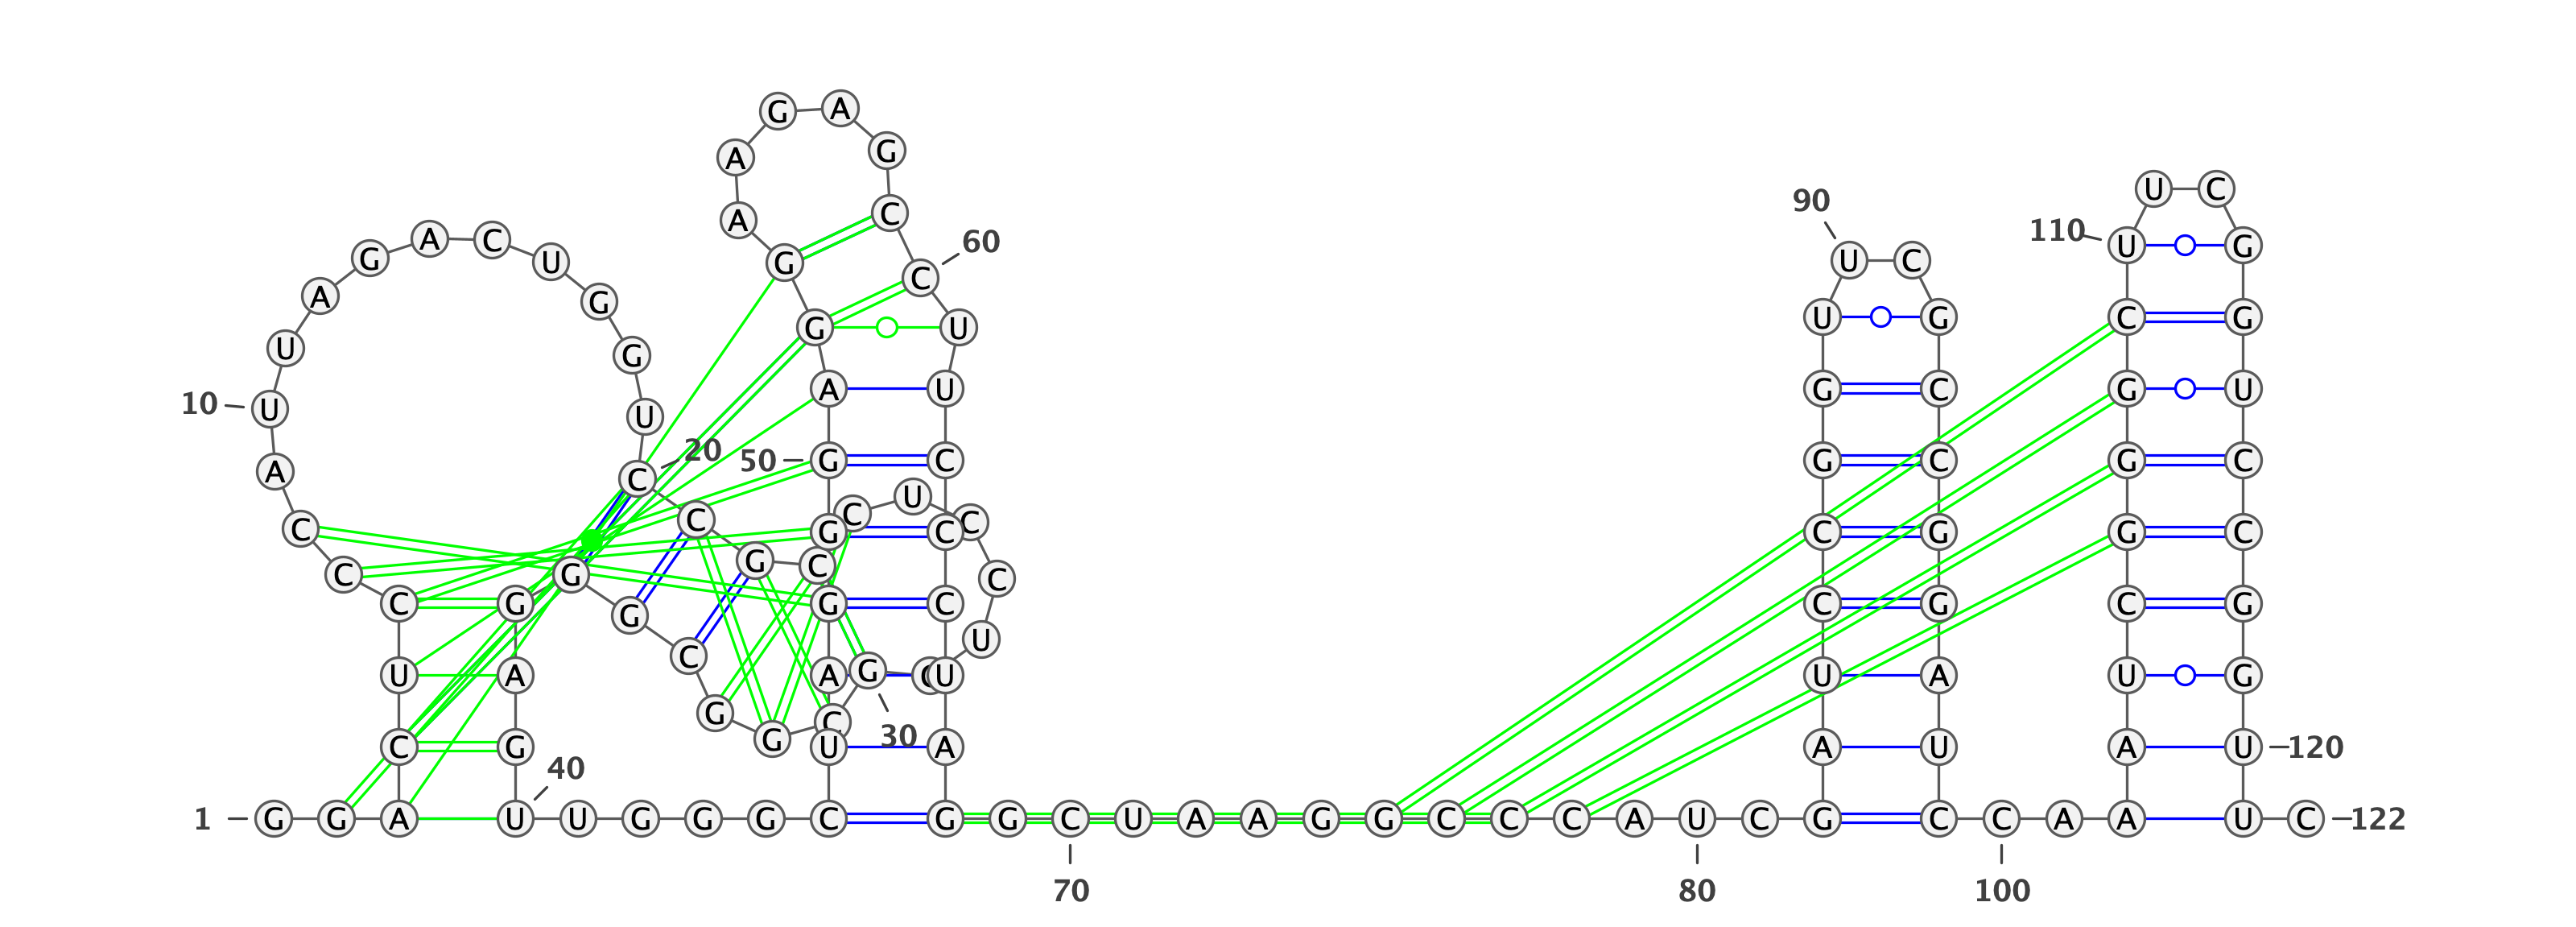 G A
A G
U C
90
A C
110 U G
A C 60
G U G C U C
A G
G U U G C G
U G
A U G C G U
10 U U
20 50 G C G C G C
A C
C C U C
C G C C G G C
G C
C G C
C G G C C G C G
G U
C
U A A G C U U A U G
G C
G 30
C G U A A U A U 120
40
1 G G A U U G G G C G G C U A A G G C C C A U C G C C A A U C 122
70 80 100